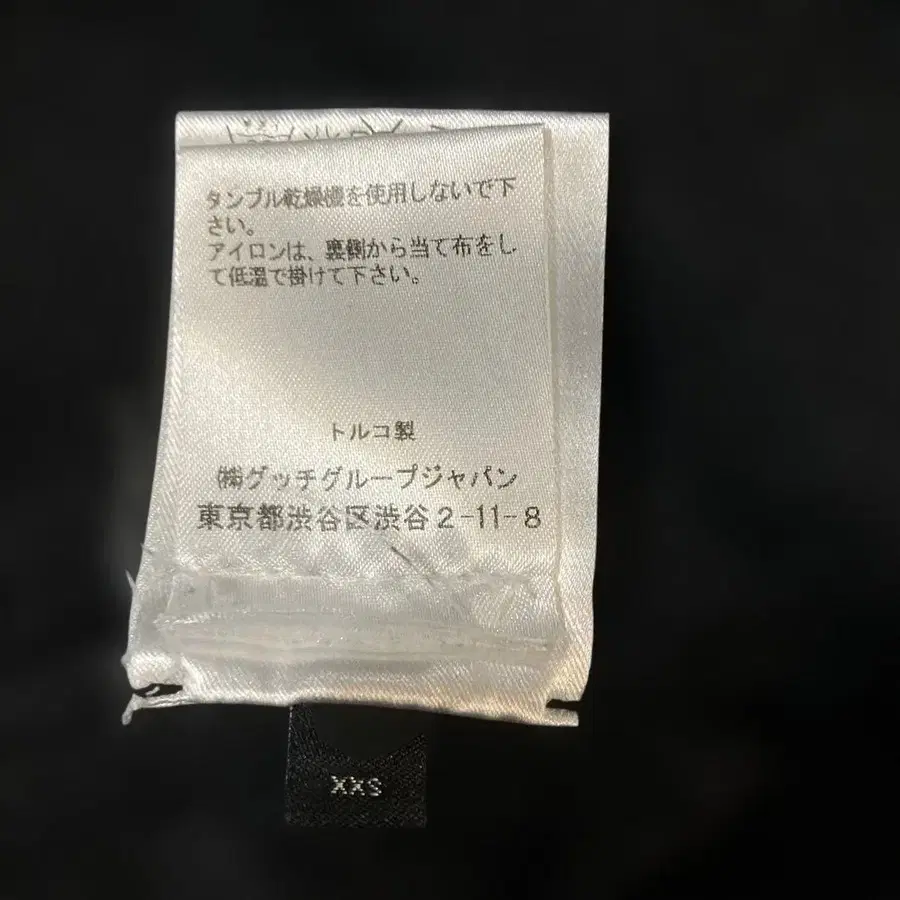 タンブル乾燥機を使用しないで下
さい。
アイロンは、裏側から当て布をし
て低温で掛けて下さい。
トルコ製
㈱グッチグループジャパン
東京都渋谷区渋谷2-11-8
XXS